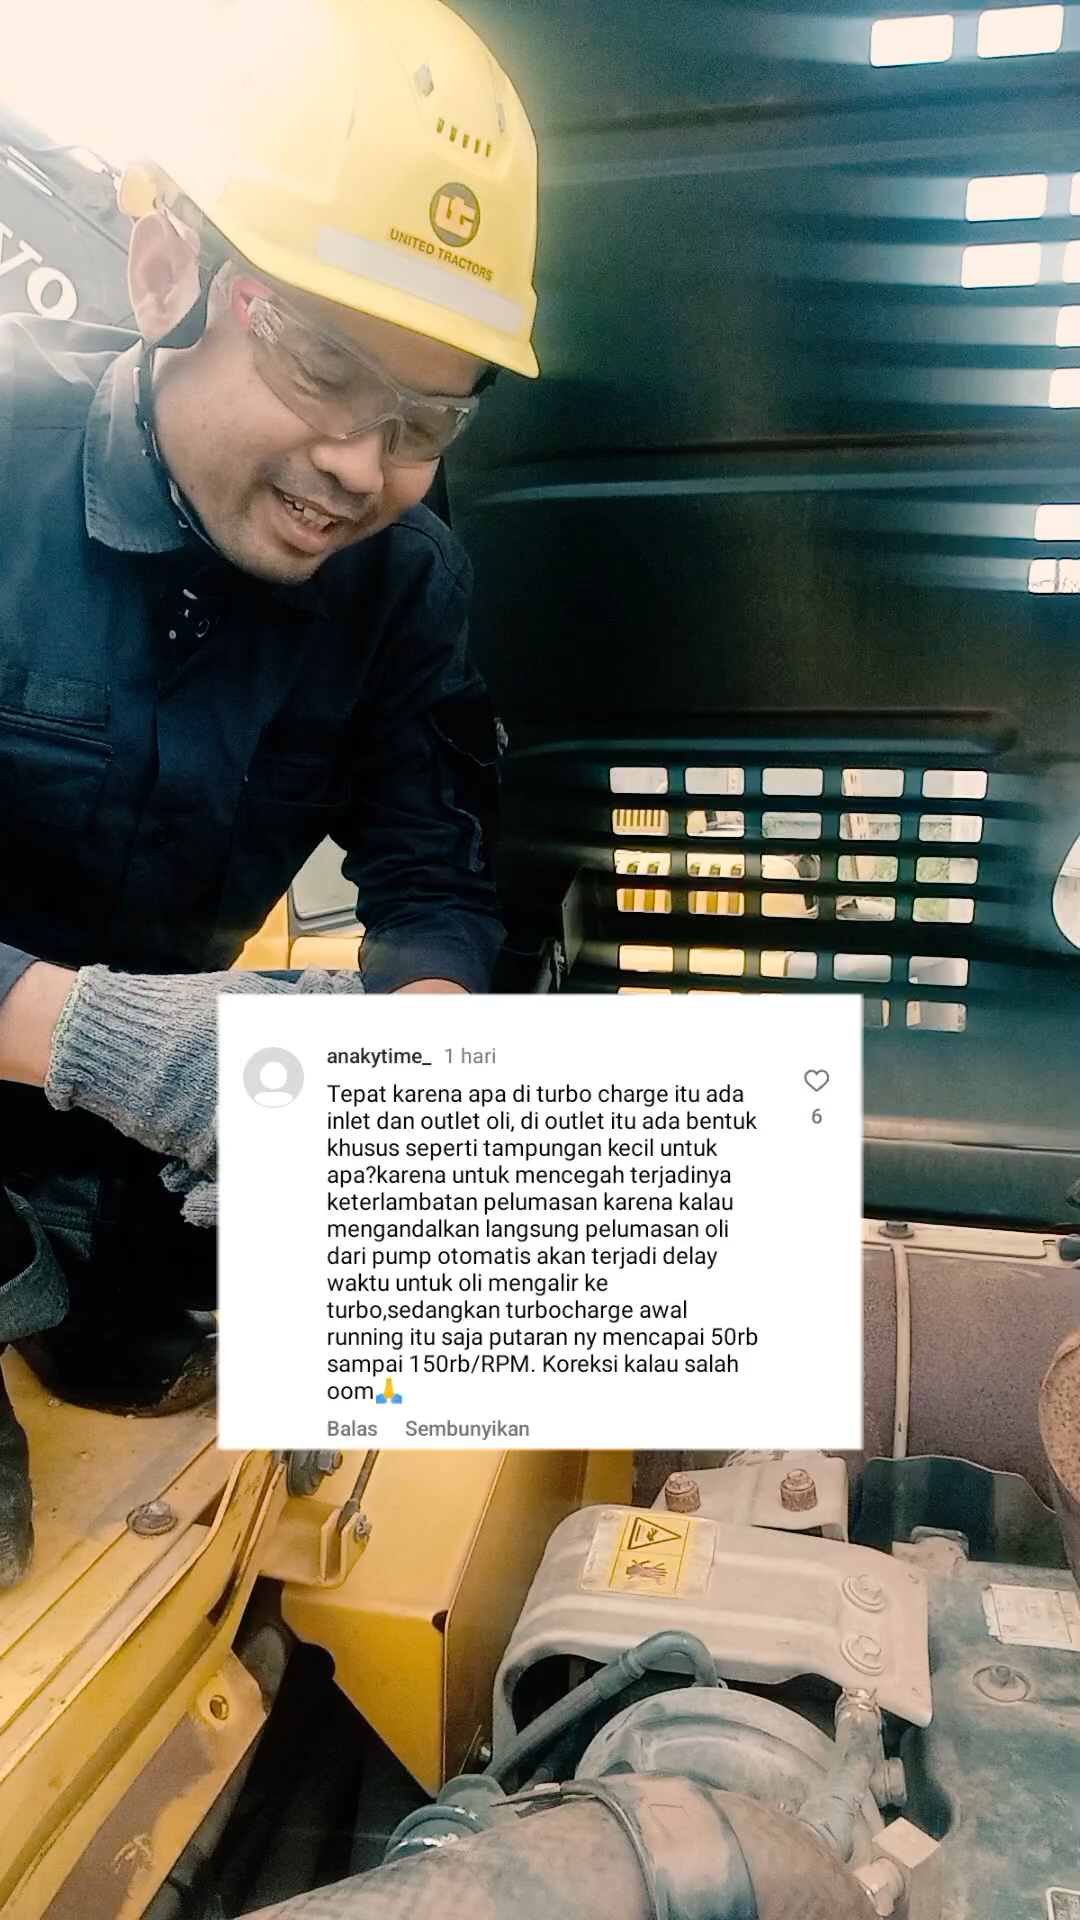 VO
UNITED TRACTORS
anakytime_ 1 hari
Tepat karena apa di turbo charge itu ada
inlet dan outlet oli, di outlet itu ada bentuk
khusus seperti tampungan kecil untuk
apa?karena untuk mencegah terjadinya
keterlambatan pelumasan karena kalau
mengandalkan langsung pelumasan oli
dari pump otomatis akan terjadi delay
waktu untuk oli mengalir ke
turbo,sedangkan turbocharge awal
running itu saja putaran ny mencapai 50rb
sampai 150rb/RPM. Koreksi kalau salah
oom🙏
6
Balas Sembunyikan